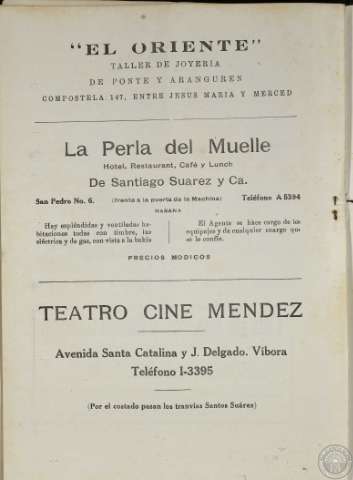 "EL ORIENTE"
TALLER DE JOYERIA
DE PONTE Y ARANGUREN
COMPOSTELA 147, ENTRE JESUS MARIA Y MERCED
La Perla del Muelle
Hotel, Restaurant, Café y Lunch
De Santiago Suarez y Ca.
San Pedro No. 6. (frente a la puerta de la Machina) Teléfono A 5394
HABANA
Hay espléndidas y ventiladas habitaciones
todas con timbre, luz
eléctrica y de gas, con vista a la bahía
El Agente se hace cargo de los
equipajes y de cualquier encargo que
se le confíe.
PRECIOS MODICOS
TEATRO CINE MENDEZ
Avenida Santa Catalina y J. Delgado. Víbora
Teléfono I-3395
(Por el costado pasan los tranvías Santos Suárez)